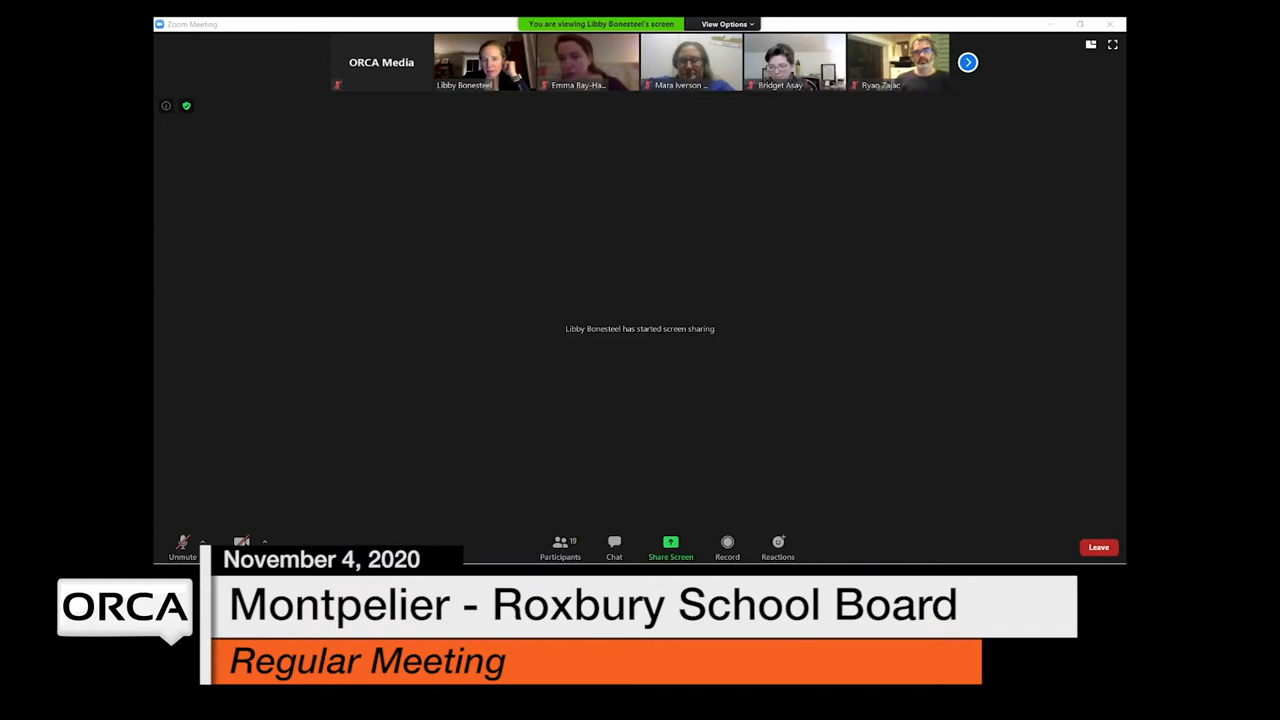 Zoom Meeting
You are viewing Libby Bonesteel's screen
View Options
ORCA Media
Libby Bonesteel
Emma Bay-Ha...
Mara Iverson ...
Bridget Asay
Ryan Zajac
Libby Bonesteel has started screen sharing
Unmute
Participants
19
Chat
Share Screen
Record
Reactions
Leave
November 4, 2020
ORCA
Montpelier - Roxbury School Board
Regular Meeting